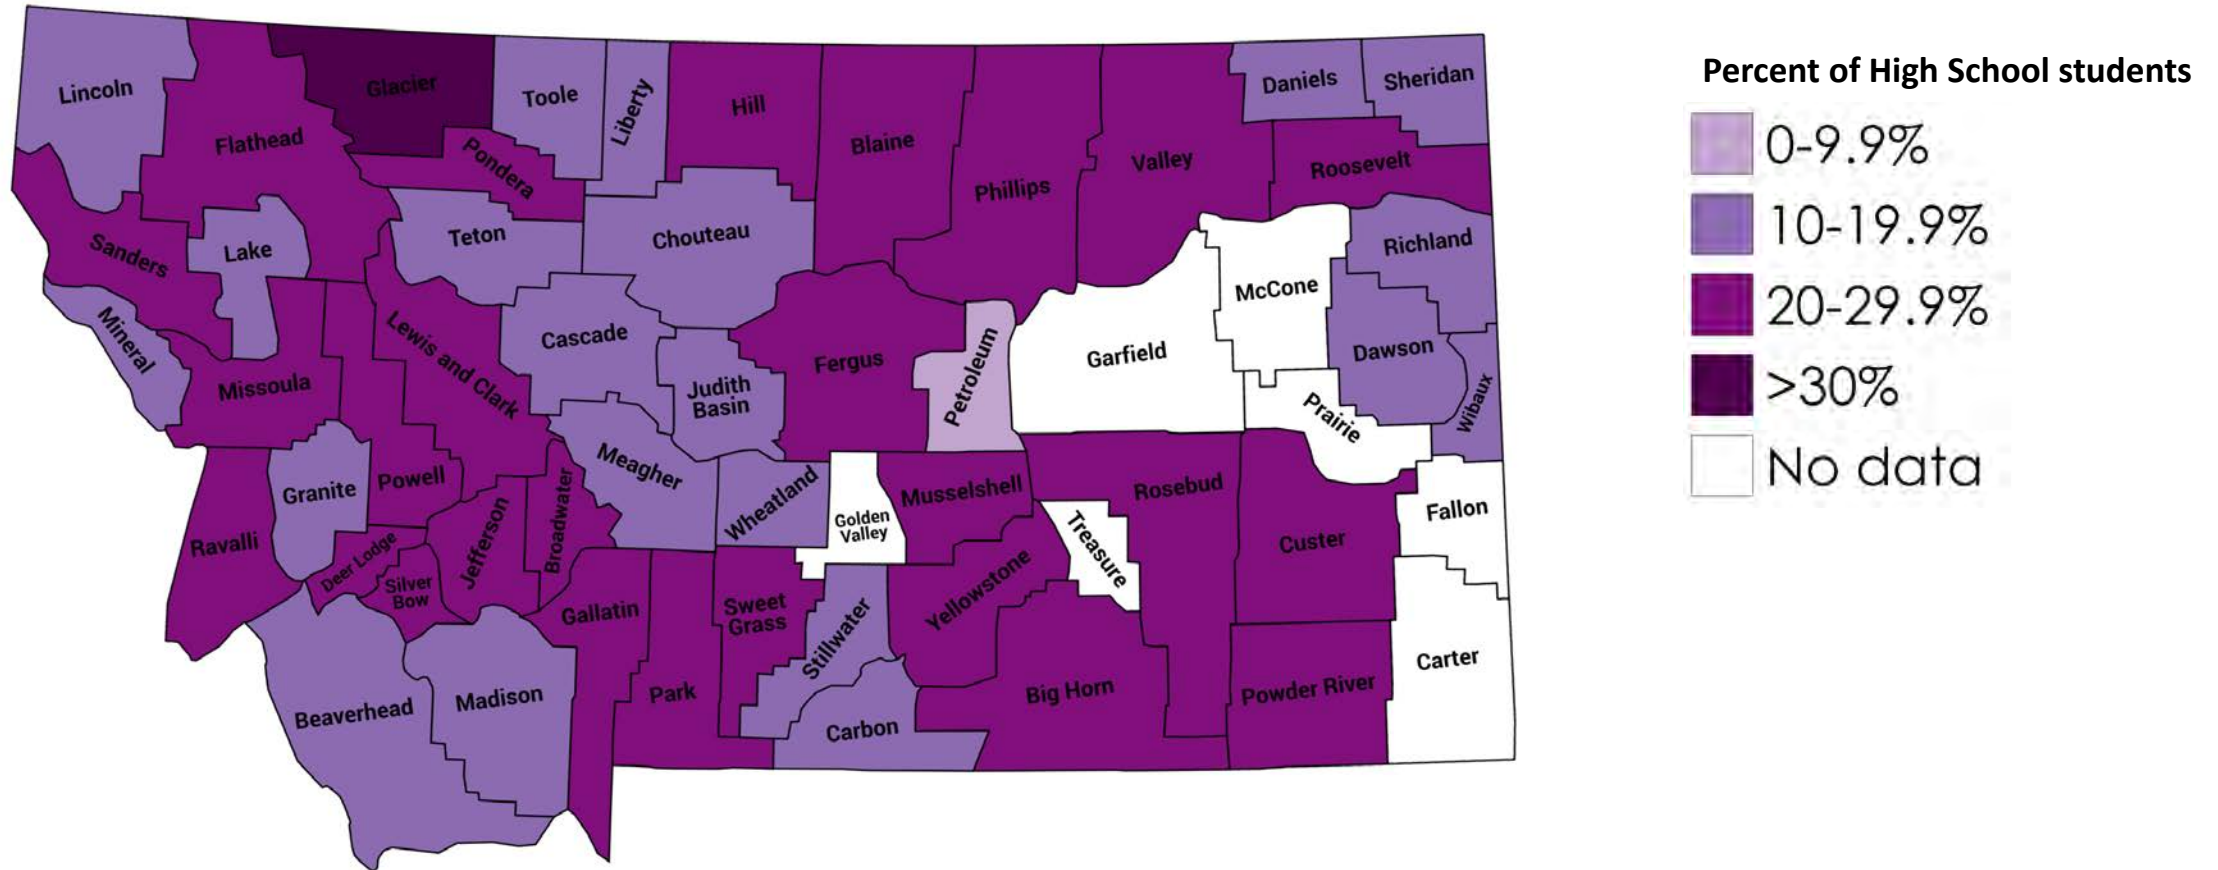 Percent of High School students
0-9.9%
10-19.9%
20-29.9%
>30%
No data
Lincoln
Flathead
Glacier
Toole
Liberty
Hill
Blaine
Phillips
Valley
Daniels
Sheridan
Roosevelt
Pondera
Sanders
Lake
Teton
Chouteau
Richland
McCone
Garfield
Dawson
Wibaux
Prairie
Mineral
Missoula
Lewis and Clark
Cascade
Judith
Basin
Fergus
Petroleum
Granite
Powell
Meagher
Wheatland
Golden
Valley
Musselshell
Rosebud
Treasure
Custer
Fallon
Ravalli
Deer Lodge
Silver
Bow
Jefferson
Broadwater
Gallatin
Sweet
Grass
Stillwater
Yellowstone
Beaverhead
Madison
Park
Carbon
Big Horn
Powder River
Carter